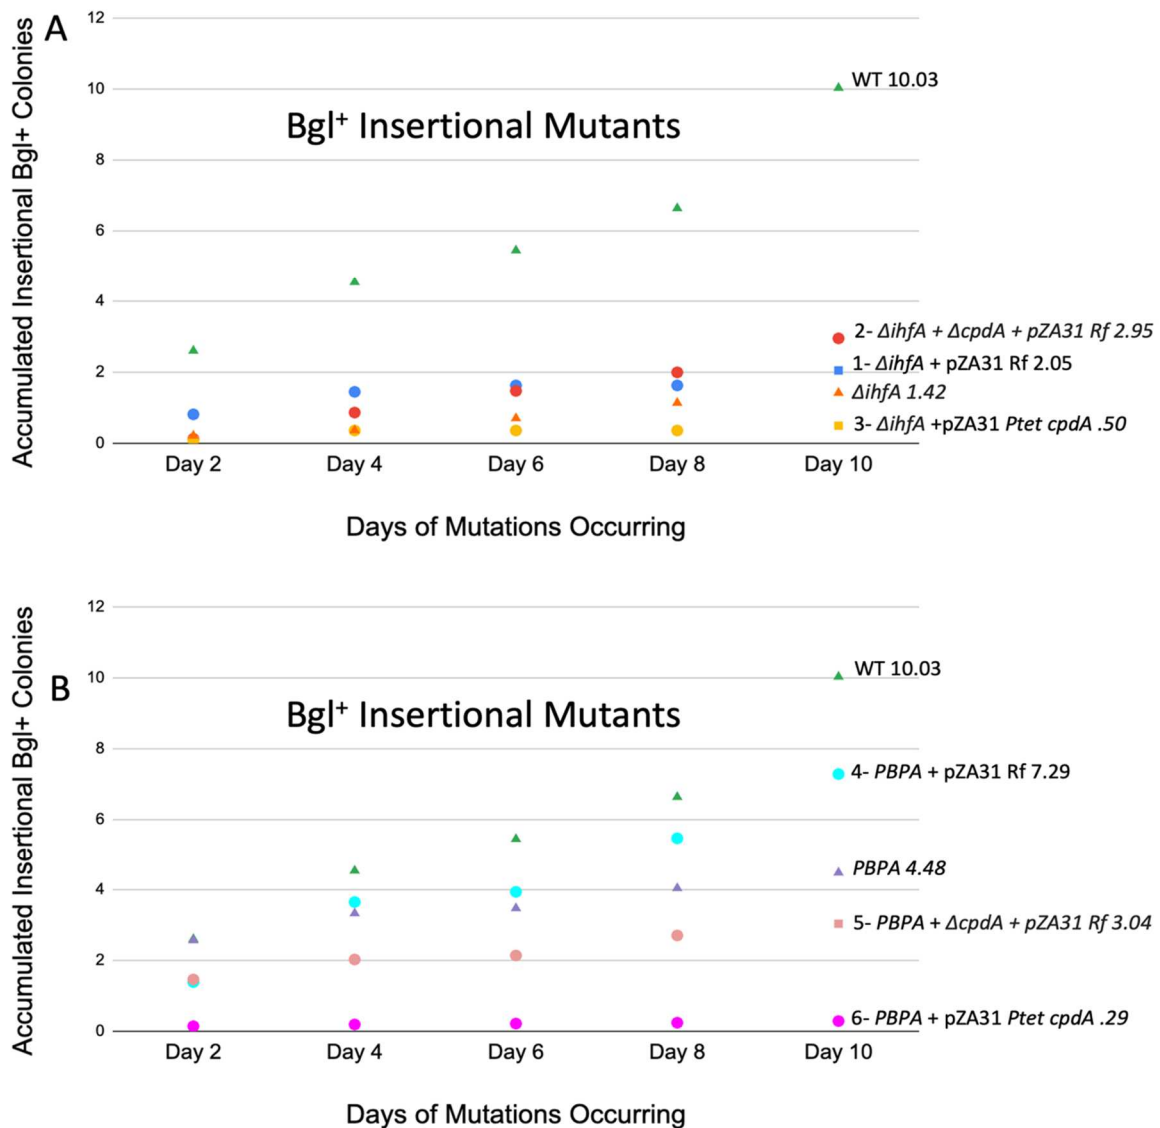 A
Accumulated Insertional Bgl+ Colonies
12
10
8
6
4
2
0
Bgl⁺ Insertional Mutants
WT 10.03
2- ΔihfA + ΔcpdA + pZA31 Rf 2.95
1- ΔihfA + pZA31 Rf 2.05
ΔihfA 1.42
3- ΔihfA +pZA31 Ptet cpdA .50
Day 2 Day 4 Day 6 Day 8 Day 10
Days of Mutations Occurring
B
Accumulated Insertional Bgl+ Colonies
12
10
8
6
4
2
0
Bgl⁺ Insertional Mutants
WT 10.03
4- PBPA + pZA31 Rf 7.29
PBPA 4.48
5- PBPA + ΔcpdA + pZA31 Rf 3.04
6- PBPA + pZA31 Ptet cpdA .29
Day 2 Day 4 Day 6 Day 8 Day 10
Days of Mutations Occurring